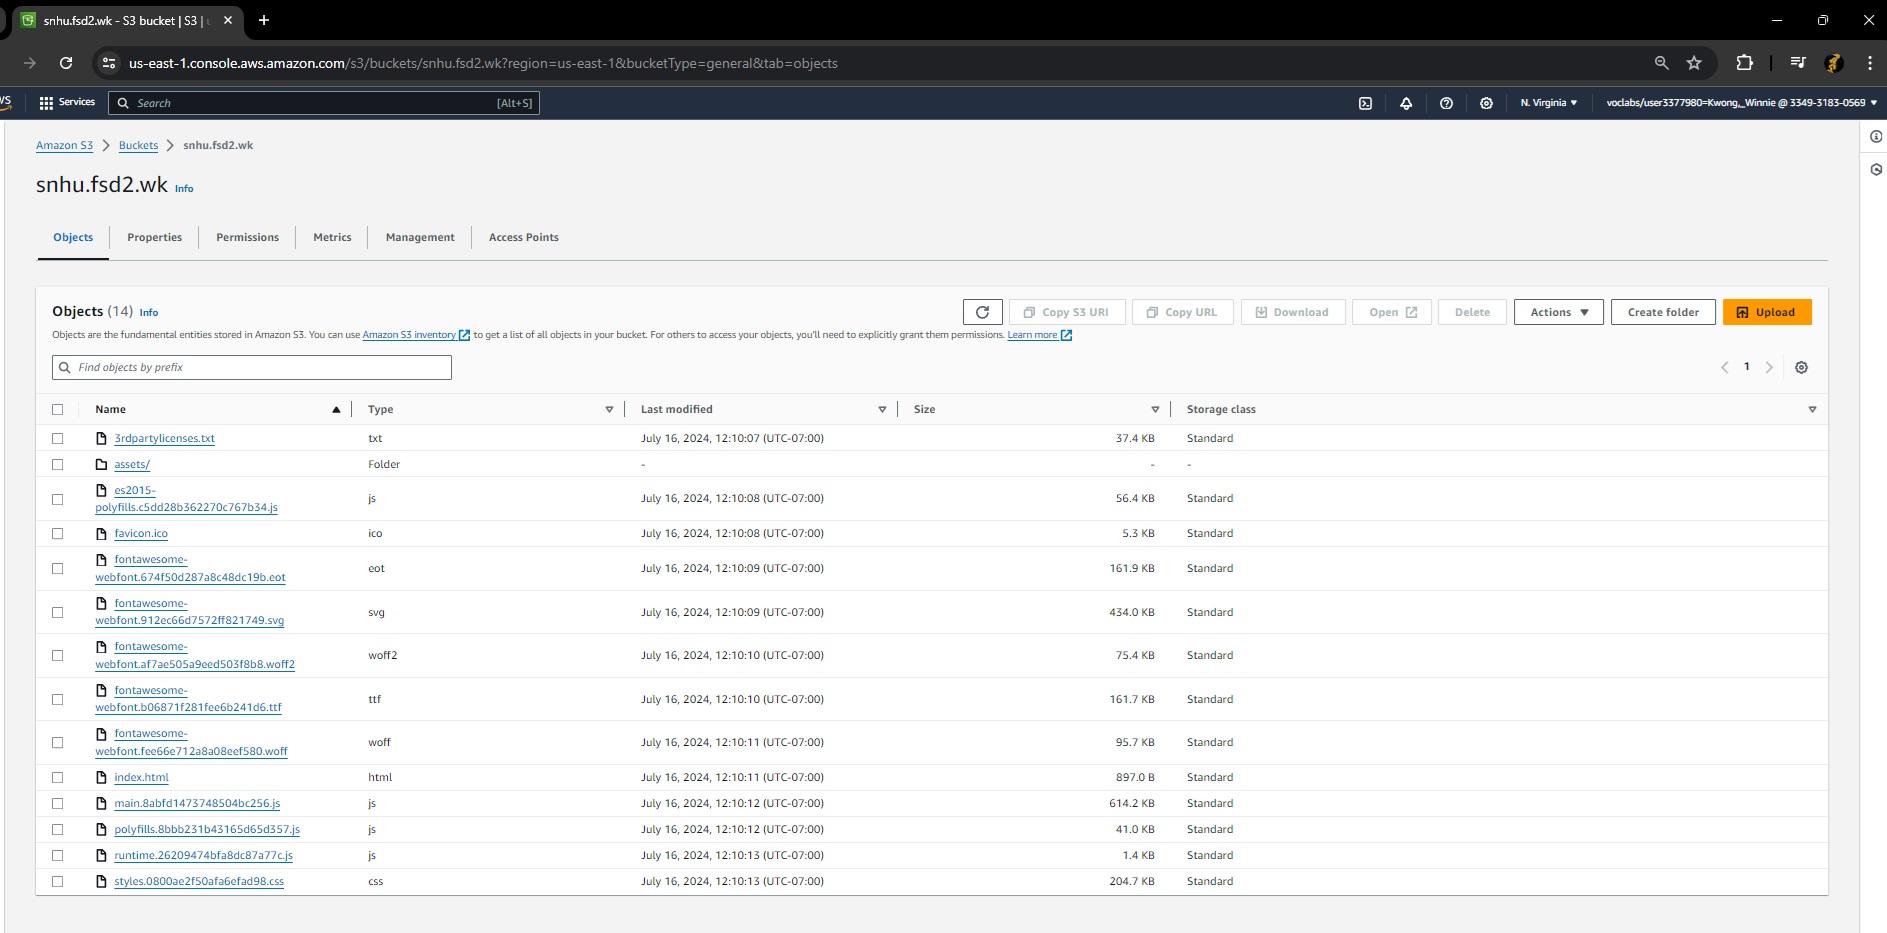 snhu.fsd2.wk - S3 bucket | S3 |
us-east-1.console.aws.amazon.com/s3/buckets/snhu.fsd2.wk?region=us-east-1&bucketType=general&tab=objects
Services Search [Alt+S] N. Virginia ▼ voclabs/user3377980=Kwong,_Winnie @ 3349-3183-0569 ▼
Amazon S3 > Buckets > snhu.fsd2.wk
snhu.fsd2.wk Info
Objects Properties Permissions Metrics Management Access Points
Objects (14) Info Copy S3 URI Copy URL Download Open Delete Actions ▼ Create folder Upload
Objects are the fundamental entities stored in Amazon S3. You can use Amazon S3 inventory to get a list of all objects in your bucket. For others to access your objects, you'll need to explicitly grant them permissions. Learn more
Find objects by prefix 1
Name Type Last modified Size Storage class
3rdpartylicenses.txt txt July 16, 2024, 12:10:07 (UTC-07:00) 37.4 KB Standard
assets/ Folder - - -
es2015-
polyfills.c5dd28b362270c767b34.js js July 16, 2024, 12:10:08 (UTC-07:00) 56.4 KB Standard
favicon.ico ico July 16, 2024, 12:10:08 (UTC-07:00) 5.3 KB Standard
fontawesome-
webfont.674f50d287a8c48dc19b.eot eot July 16, 2024, 12:10:09 (UTC-07:00) 161.9 KB Standard
fontawesome-
webfont.912ec66d7572ff821749.svg svg July 16, 2024, 12:10:09 (UTC-07:00) 434.0 KB Standard
fontawesome-
webfont.af7ae505a9eed503f8b8.woff2 woff2 July 16, 2024, 12:10:10 (UTC-07:00) 75.4 KB Standard
fontawesome-
webfont.b06871f281fee6b241d6.ttf ttf July 16, 2024, 12:10:10 (UTC-07:00) 161.7 KB Standard
fontawesome-
webfont.fee66e712a8a08eef580.woff woff July 16, 2024, 12:10:11 (UTC-07:00) 95.7 KB Standard
index.html html July 16, 2024, 12:10:11 (UTC-07:00) 897.0 B Standard
main.8abfd1473748504bc256.js js July 16, 2024, 12:10:12 (UTC-07:00) 614.2 KB Standard
polyfills.8bbb231b43165d65d357.js js July 16, 2024, 12:10:12 (UTC-07:00) 41.0 KB Standard
runtime.26209474bfa8dc87a77c.js js July 16, 2024, 12:10:13 (UTC-07:00) 1.4 KB Standard
styles.0800ae2f50afa6efad98.css css July 16, 2024, 12:10:13 (UTC-07:00) 204.7 KB Standard